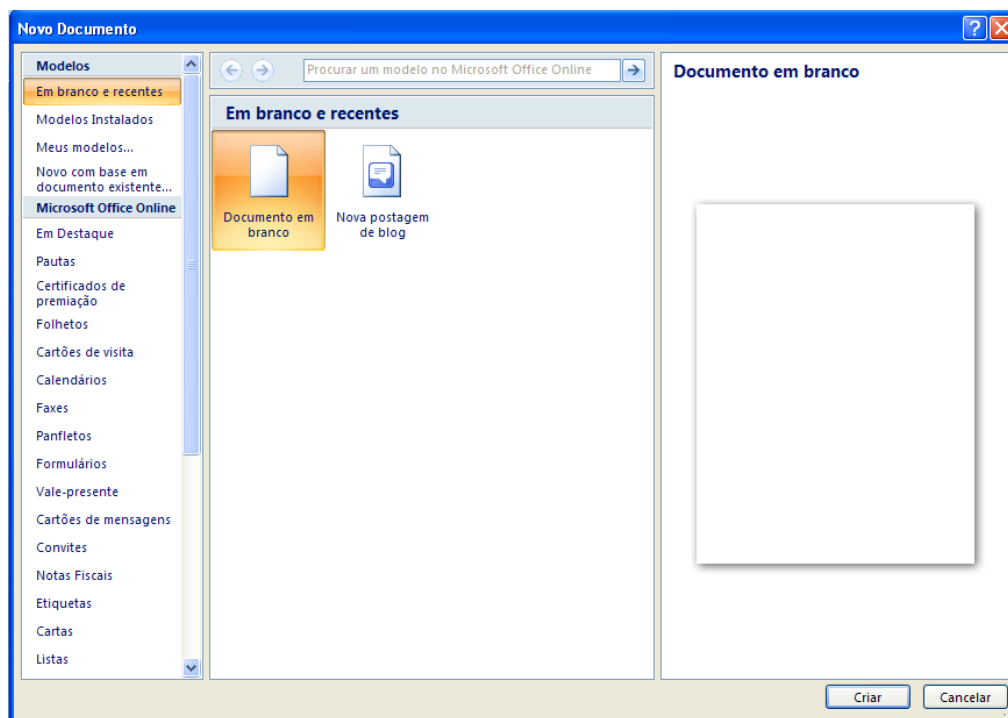 Novo Documento
Modelos
Em branco e recentes
Modelos Instalados
Meus modelos...
Novo com base em
documento existente...
Microsoft Office Online
Em Destaque
Pautas
Certificados de
premiação
Folhetos
Cartões de visita
Calendários
Faxes
Panfletos
Formulários
Vale-presente
Cartões de mensagens
Convites
Notas Fiscais
Etiquetas
Cartas
Listas
Procurar um modelo no Microsoft Office Online
Em branco e recentes
Documento em
branco
Nova postagem
de blog
Documento em branco
Criar
Cancelar